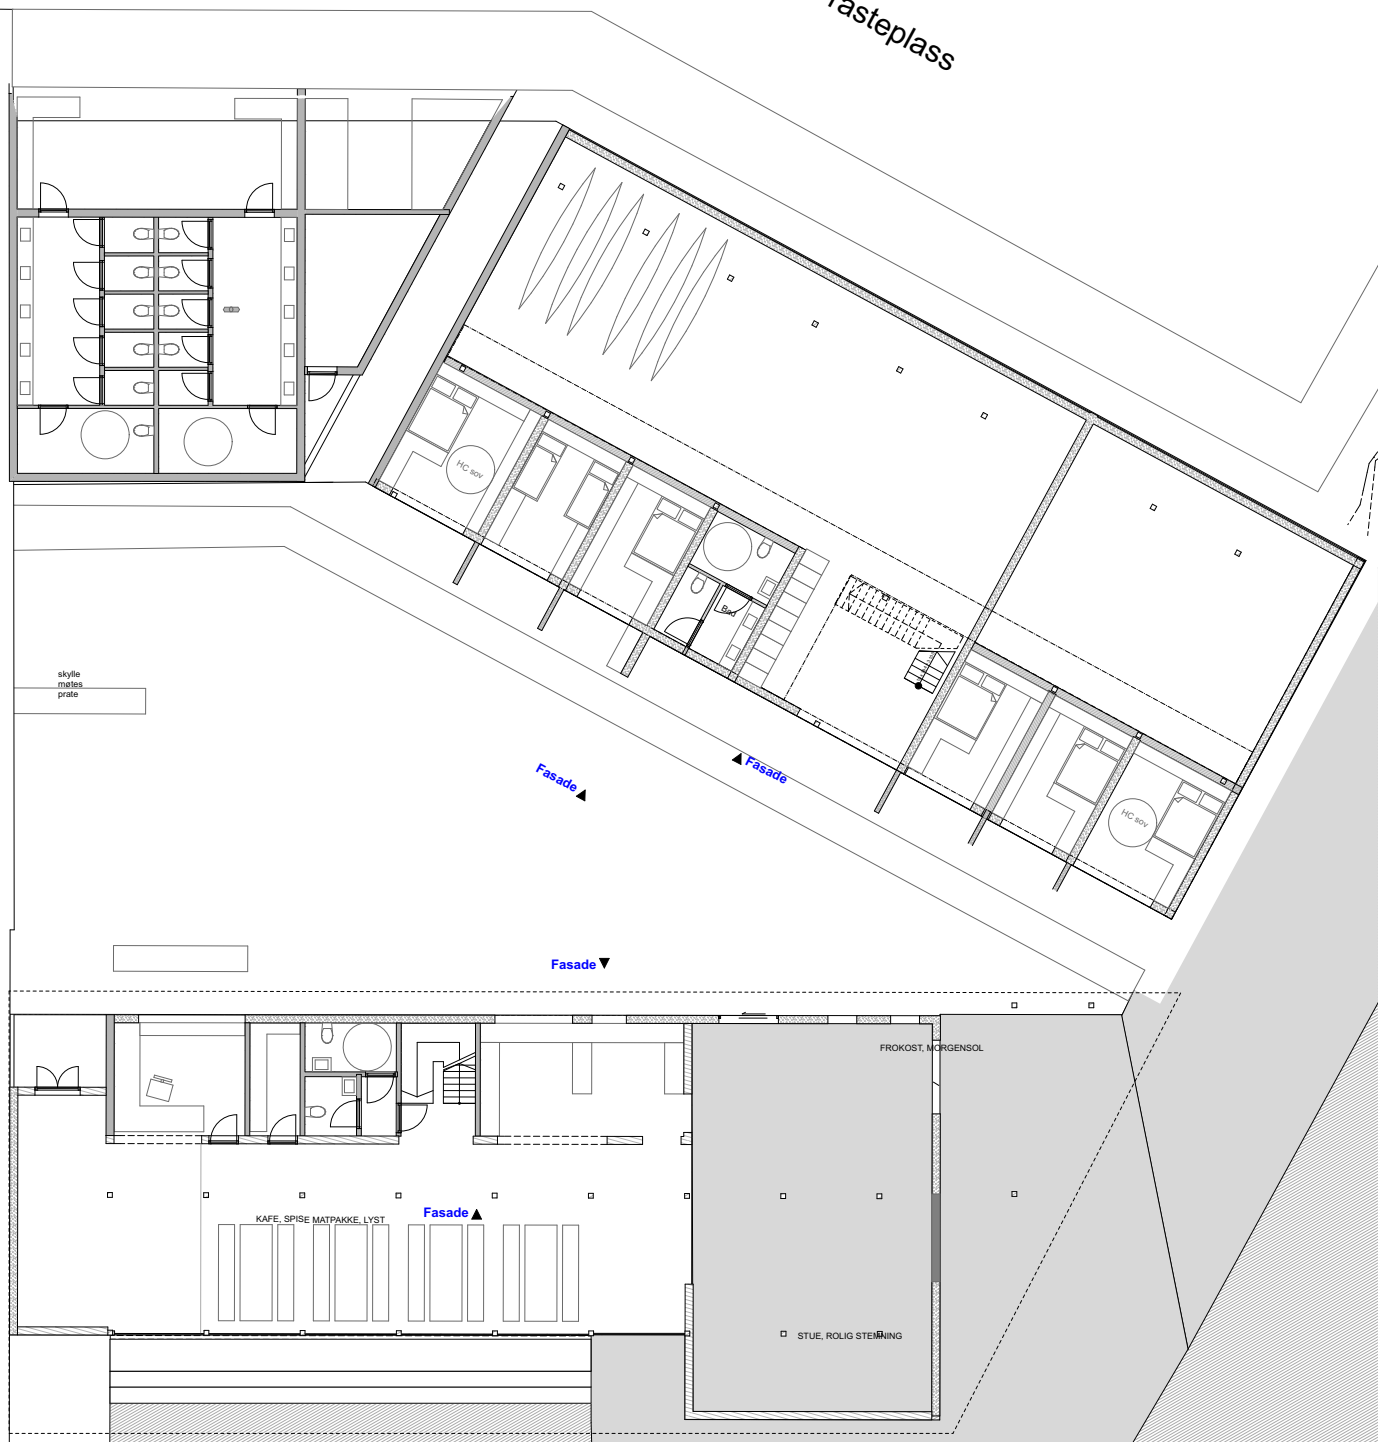 rasteplass
HC sov
Bad
skylle
møtes
prate
Fasade
Fasade
HC sov
Fasade
FROKOST, MORGENSOL
KAFE, SPISE MATPAKKE, LYST
Fasade
STUE, ROLIG STEMNING